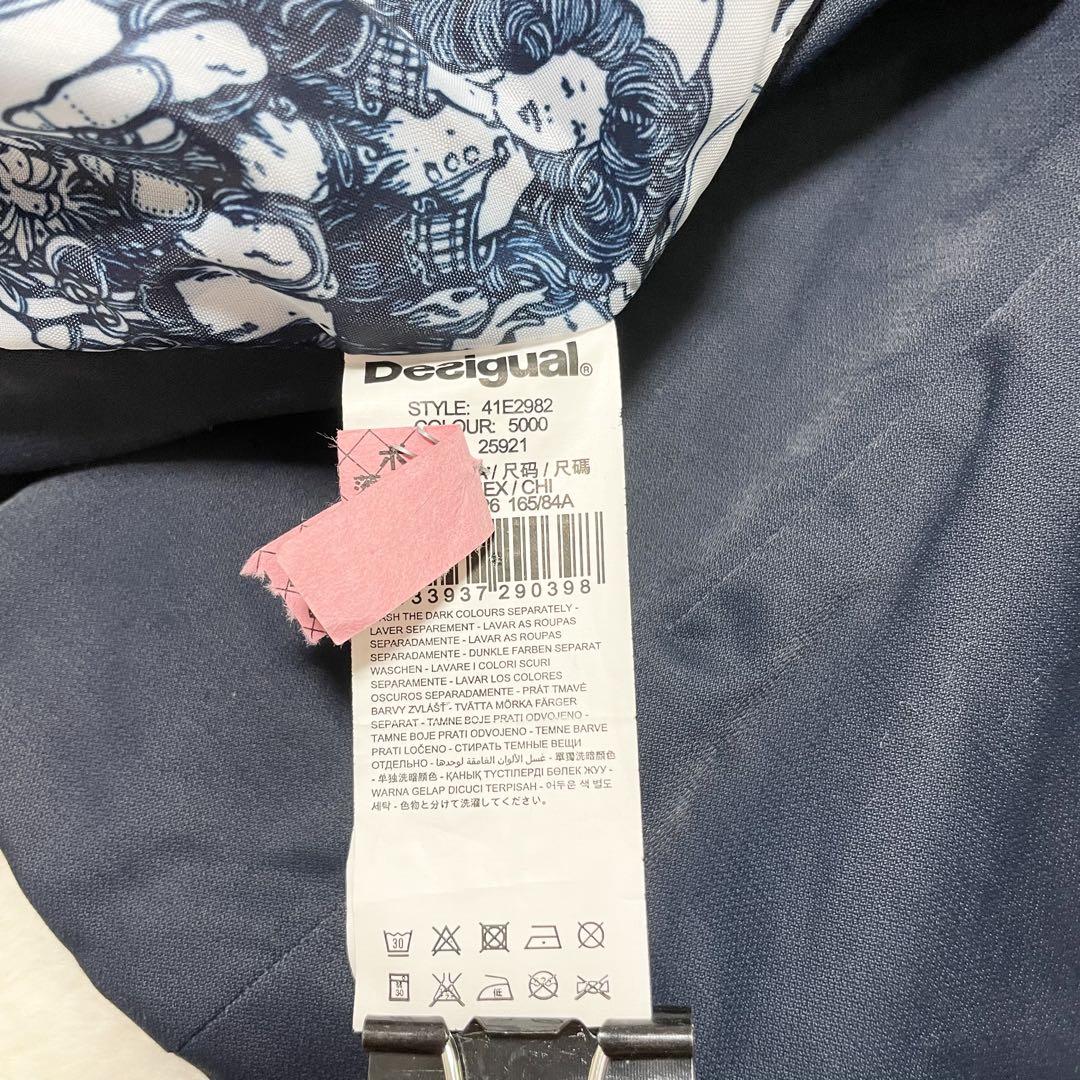 Desigual®
STYLE: 41E2982
COLOUR: 5000
25921
/ 尺码 / 尺碼
EX / CHI
6 165/84A
33937 290398
ASH THE DARK COLOURS SEPARATELY -
LAVER SEPAREMENT - LAVAR AS ROUPAS
SEPARADAMENTE - LAVAR AS ROUPAS
SEPARADAMENTE - DUNKLE FARBEN SEPARAT
WASCHEN - LAVARE I COLORI SCURI
SEPARAMENTE - LAVAR LOS COLORES
OSCUROS SEPARADAMENTE - PRÁT TMAVÉ
BARVY ZVLÁŠŤ - TVÄTTA MÖRKA FÄRGER
SEPARAT - TAMNE BOJE PRATI ODVOJENO -
TAMNE BOJE PRATI ODVOJENO - TEMNE BARVE
PRATI LOČENO - СТИРАТЬ ТЕМНЫЕ ВЕЩИ
ОТДЕЛЬНО - غسل الألوان الغامقة لوحدها - 單獨洗暗顏色
- 单独洗暗颜色 - ҚАНЫҚ ТҮСТІЛЕРДІ БӨЛЕК ЖУУ -
WARNA GELAP DICUCI TERPISAH - 어두운 색 별도
세탁 - 色物と分けて洗濯してください。
30
30
低